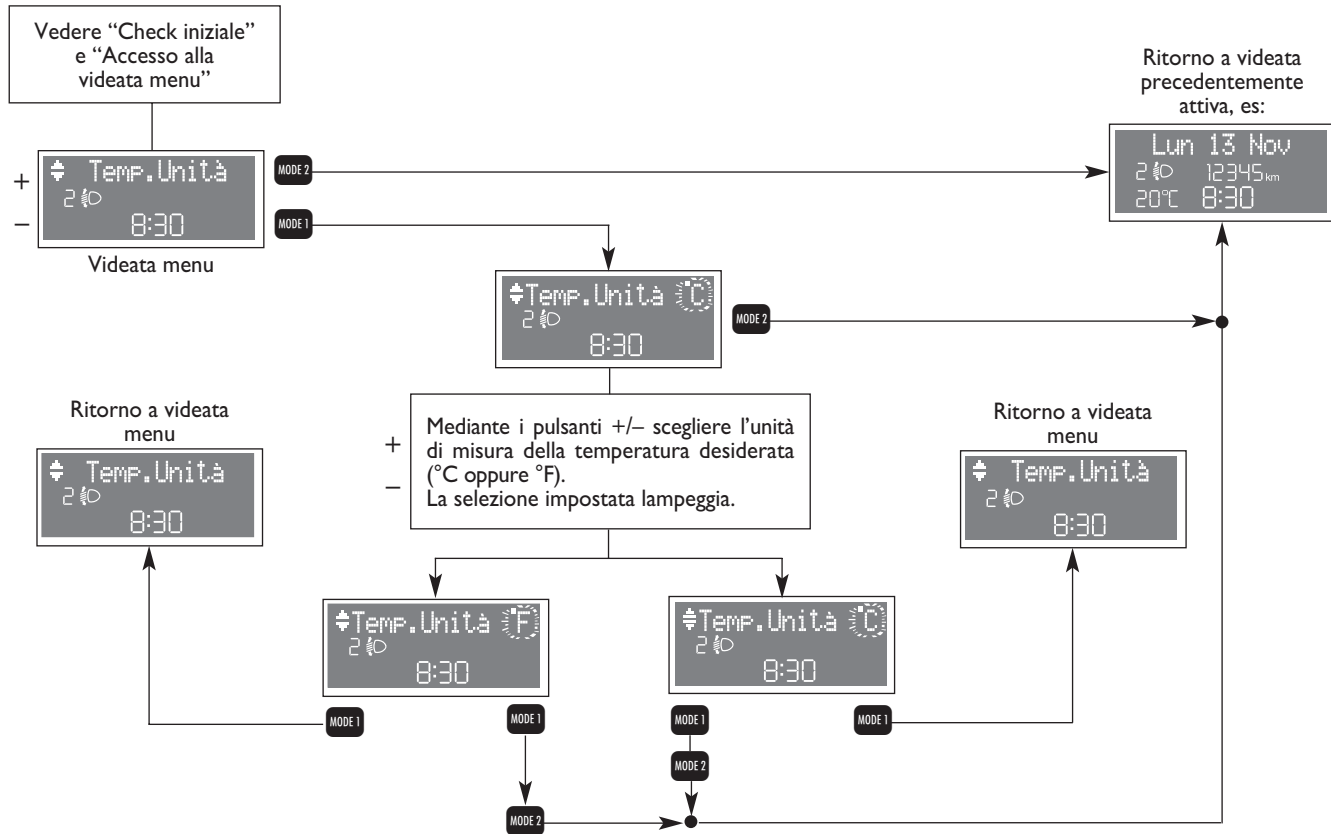 Vedere “Check iniziale”
e “Accesso alla
videata menu”
Ritorno a videata
precedentemente
attiva, es:
+
–
Temp.Unità
2
8:30
MODE 2
MODE 1
Videata menu
Lun 13 Nov
2 12345 km
20°C 8:30
Temp.Unità °C
2
8:30
MODE 2
+
–
Mediante i pulsanti +/– scegliere l’unità
di misura della temperatura desiderata
(°C oppure °F).
La selezione impostata lampeggia.
Ritorno a videata
menu
Temp.Unità
2
8:30
Ritorno a videata
menu
Temp.Unità
2
8:30
Temp.Unità °F
2
8:30
Temp.Unità °C
2
8:30
MODE 1
MODE 1
MODE 1
MODE 1
MODE 2
MODE 2